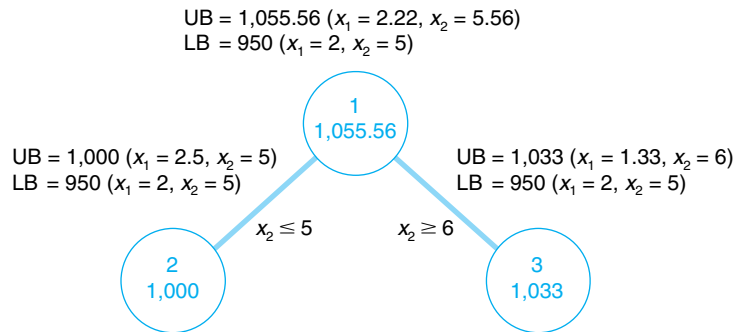 UB = 1,055.56 (x₁ = 2.22, x₂ = 5.56)
LB = 950 (x₁ = 2, x₂ = 5)
1
1,055.56
UB = 1,000 (x₁ = 2.5, x₂ = 5)
LB = 950 (x₁ = 2, x₂ = 5)
UB = 1,033 (x₁ = 1.33, x₂ = 6)
LB = 950 (x₁ = 2, x₂ = 5)
x₂ ≤ 5
x₂ ≥ 6
2
1,000
3
1,033